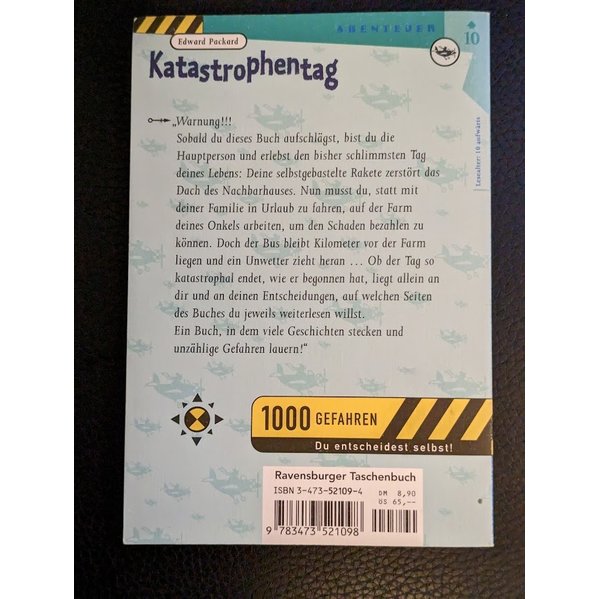 ABENTEUER
10
Edward Packard
Katastrophentag
Lesealter: 10 aufwärts
„Warnung!!!
Sobald du dieses Buch aufschlägst, bist du die
Hauptperson und erlebst den bisher schlimmsten Tag
deines Lebens: Deine selbstgebastelte Rakete zerstört das
Dach des Nachbarhauses. Nun musst du, statt mit
deiner Familie in Urlaub zu fahren, auf der Farm
deines Onkels arbeiten, um den Schaden bezahlen zu
können. Doch der Bus bleibt Kilometer vor der Farm
liegen und ein Unwetter zieht heran ... Ob der Tag so
katastrophal endet, wie er begonnen hat, liegt allein an
dir und an deinen Entscheidungen, auf welchen Seiten
des Buches du jeweils weiterlesen willst.
Ein Buch, in dem viele Geschichten stecken und
unzählige Gefahren lauern!“
1000 GEFAHREN
Du entscheidest selbst!
Ravensburger Taschenbuch
ISBN 3-473-52109-4
DM 8,90
ÖS 65,--
9 783473 521098